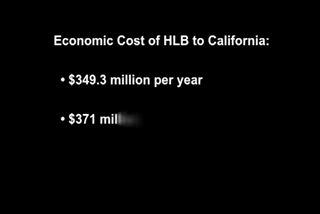 Economic Cost of HLB to California:
• $349.3 million per year
• $371